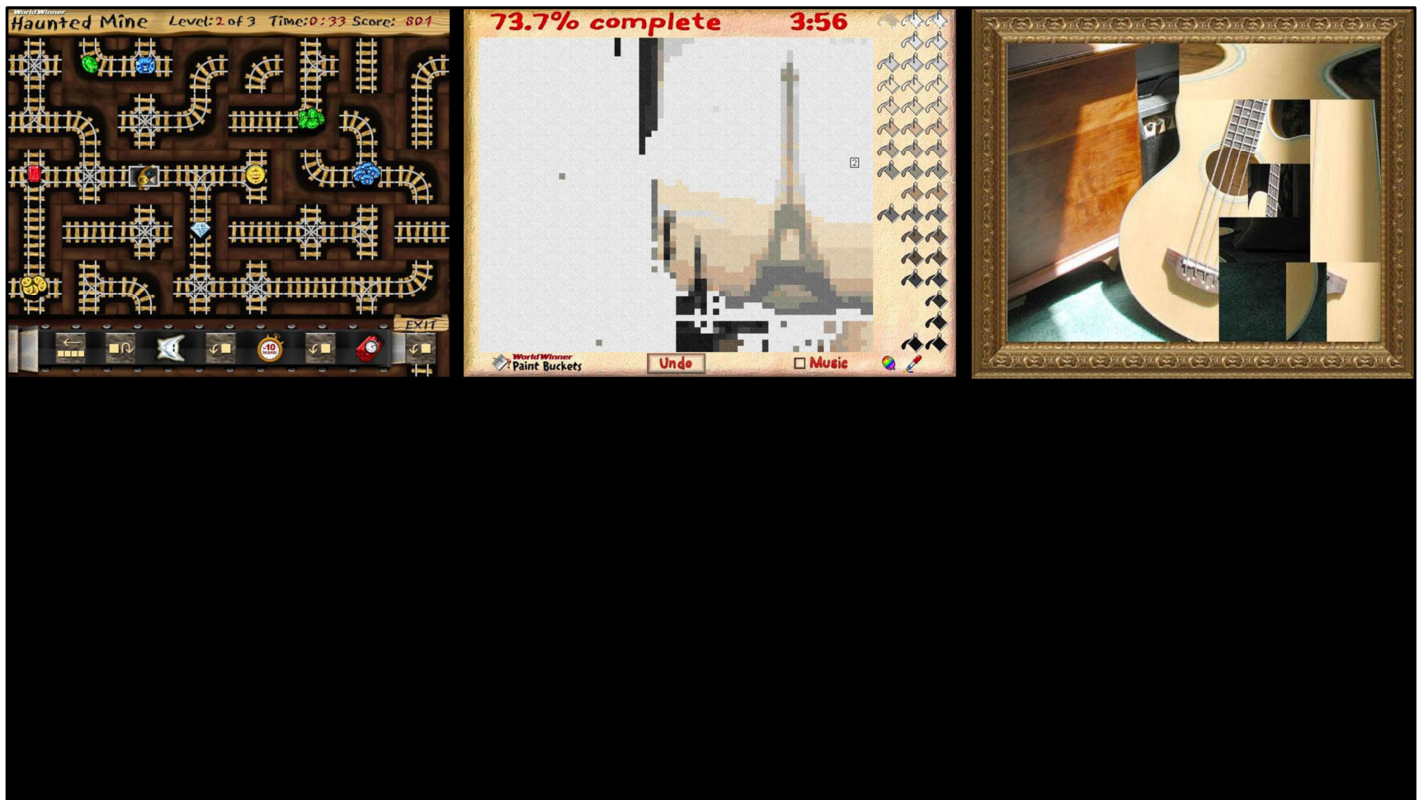 WorldWinner
Haunted Mine Level: 2 of 3 Time: 0:33 Score: 801
EXIT
-10
73.7% complete 3:56
2
WorldWinner
Paint Buckets
Undo
Music